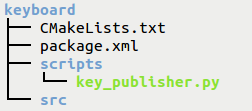 keyboard
├── CMakeLists.txt
├── package.xml
├── scripts
│   └── key_publisher.py
└── src